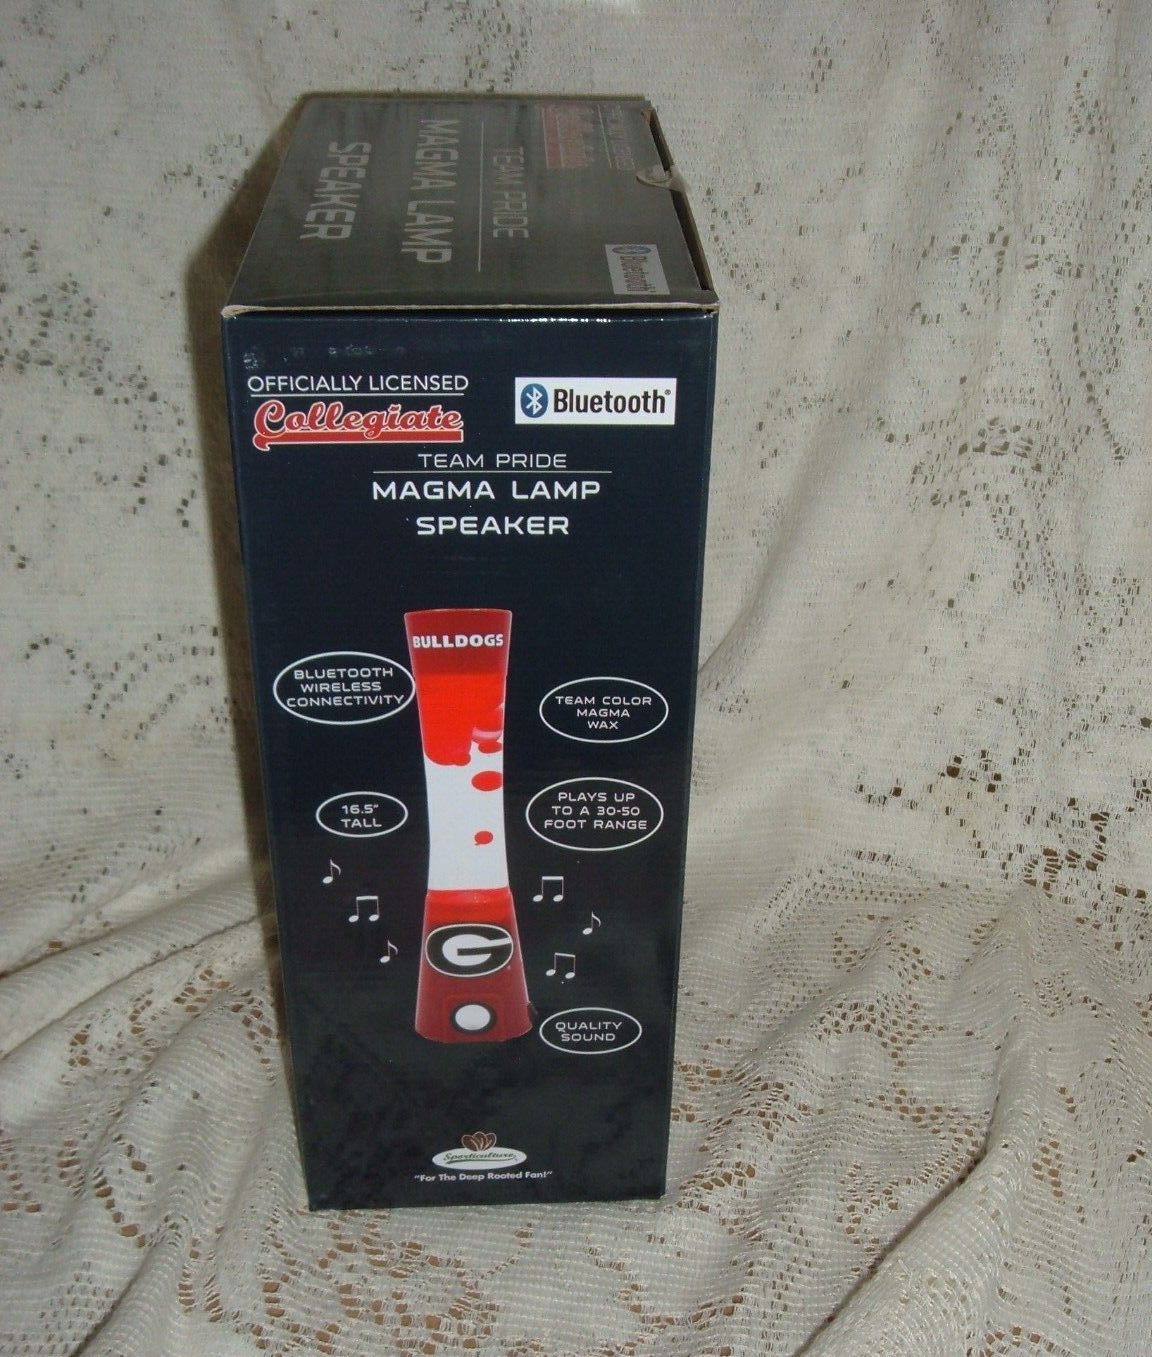 TEAM PRIDE
MAGMA LAMP
SPEAKER
Bluetooth
OFFICIALLY LICENSED
Collegiate
Bluetooth®
TEAM PRIDE
MAGMA LAMP
SPEAKER
BULLDOGS
BLUETOOTH
WIRELESS
CONNECTIVITY
TEAM COLOR
MAGMA
WAX
16.5"
TALL
PLAYS UP
TO A 30-50
FOOT RANGE
G
QUALITY
SOUND
Sporticulture
"For The Deep Rooted Fan!"